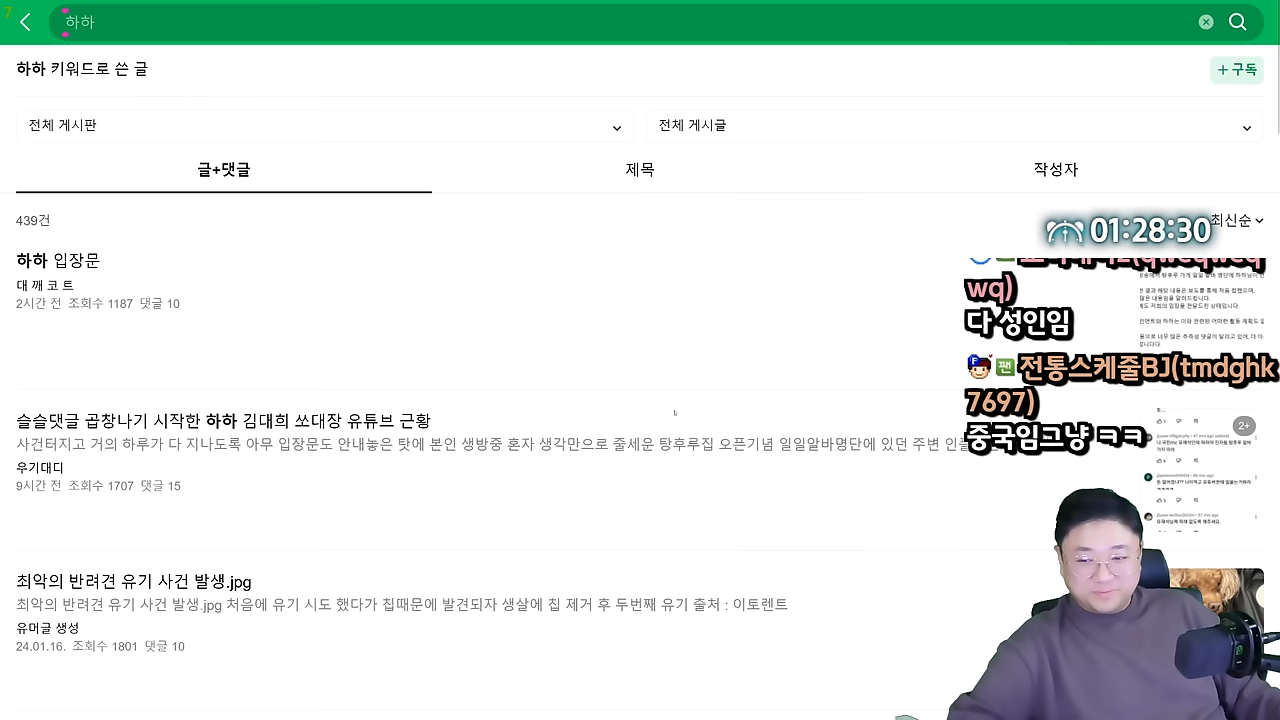 하하
하하 키워드로 쓴 글
+ 구독
전체 게시판
전체 게시글
글+댓글
제목
작성자
439건
01:28:30
최신순
하하 입장문
대 깨 코 트
2시간 전 조회수 1187 댓글 10
wq)
다 성인임
팬 전통스케줄BJ(tmdghk
7697)
중국임그냥 ㅋㅋ
2+
슬슬댓글 곱창나기 시작한 하하 김대희 쏘대장 유튜브 근황
사건터지고 거의 하루가 다 지나도록 아무 입장문도 안내놓은 탓에 본인 생방중 혼자 생각만으로 줄세운 탕후루집 오픈기념 일일알바명단에 있던 주변 인물
우기대디
9시간 전 조회수 1707 댓글 15
최악의 반려견 유기 사건 발생.jpg
최악의 반려견 유기 사건 발생.jpg 처음에 유기 시도 했다가 칩때문에 발견되자 생살에 칩 제거 후 두번째 유기 출처 : 이토렌트
유머글 생성
24.01.16. 조회수 1801 댓글 10